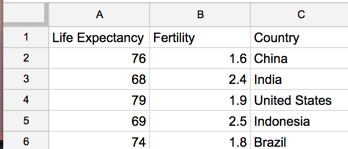 A B C
1 Life Expectancy Fertility Country
2 76 1.6 China
3 68 2.4 India
4 79 1.9 United States
5 69 2.5 Indonesia
6 74 1.8 Brazil